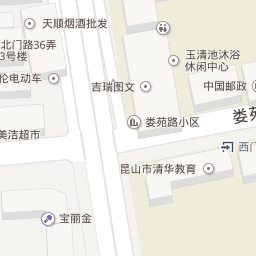 天顺烟酒批发
北门路36弄
3号楼
玉清池沐浴
休闲中心
伦电动车
吉瑞图文
中国邮政
娄苑
娄苑路小区
美洁超市
西门
昆山市清华教育
宝丽金